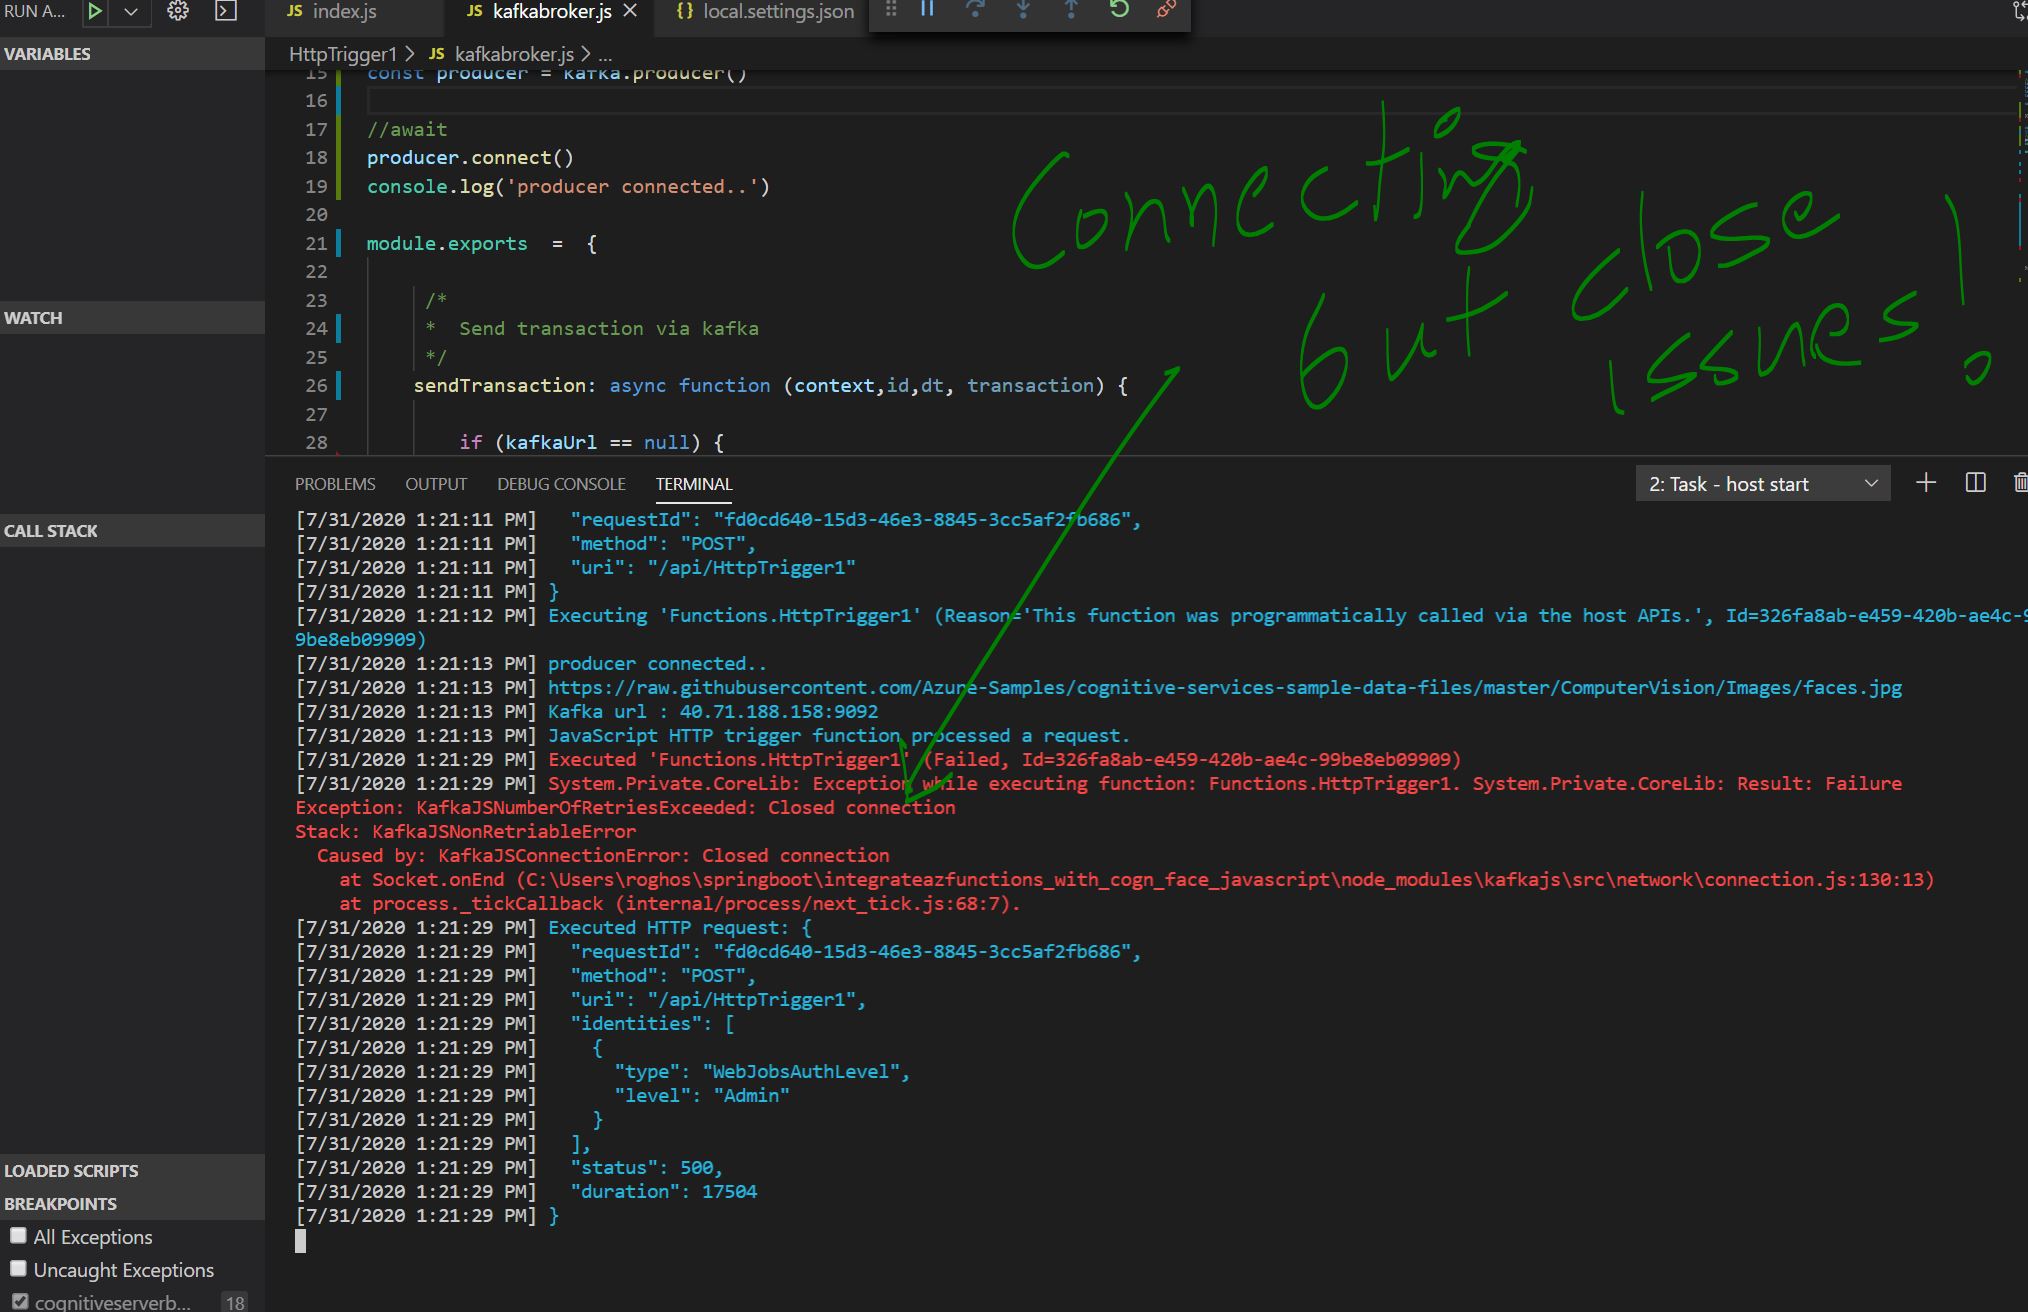 RUN A...
index.js
JS kafkabroker.js
{} local.settings.json
VARIABLES
HttpTrigger1 > JS kafkabroker.js > ...
15 const producer = kafka.producer()
16
17 //await
18 producer.connect()
19 console.log('producer connected..')
20
21 module.exports = {
22
23 /*
24 * Send transaction via kafka
25 */
26 sendTransaction: async function (context,id,dt, transaction) {
27
28 if (kafkaUrl == null) {
Connecting
but close
issues!
WATCH
CALL STACK
PROBLEMS OUTPUT DEBUG CONSOLE TERMINAL
2: Task - host start
[7/31/2020 1:21:11 PM] "requestId": "fd0cd640-15d3-46e3-8845-3cc5af2fb686",
[7/31/2020 1:21:11 PM] "method": "POST",
[7/31/2020 1:21:11 PM] "uri": "/api/HttpTrigger1"
[7/31/2020 1:21:11 PM] }
[7/31/2020 1:21:12 PM] Executing 'Functions.HttpTrigger1' (Reason='This function was programmatically called via the host APIs.', Id=326fa8ab-e459-420b-ae4c-9
9be8eb09909)
[7/31/2020 1:21:13 PM] producer connected..
[7/31/2020 1:21:13 PM] https://raw.githubusercontent.com/Azure-Samples/cognitive-services-sample-data-files/master/ComputerVision/Images/faces.jpg
[7/31/2020 1:21:13 PM] Kafka url : 40.71.188.158:9092
[7/31/2020 1:21:13 PM] JavaScript HTTP trigger function processed a request.
[7/31/2020 1:21:29 PM] Executed 'Functions.HttpTrigger1' (Failed, Id=326fa8ab-e459-420b-ae4c-99be8eb09909)
[7/31/2020 1:21:29 PM] System.Private.CoreLib: Exception while executing function: Functions.HttpTrigger1. System.Private.CoreLib: Result: Failure
Exception: KafkaJSNumberOfRetriesExceeded: Closed connection
Stack: KafkaJSNonRetriableError
Caused by: KafkaJSConnectionError: Closed connection
at Socket.onEnd (C:\Users\roghos\springboot\integrateazfunctions_with_cogn_face_javascript\node_modules\kafkajs\src\network\connection.js:130:13)
at process._tickCallback (internal/process/next_tick.js:68:7).
[7/31/2020 1:21:29 PM] Executed HTTP request: {
[7/31/2020 1:21:29 PM] "requestId": "fd0cd640-15d3-46e3-8845-3cc5af2fb686",
[7/31/2020 1:21:29 PM] "method": "POST",
[7/31/2020 1:21:29 PM] "uri": "/api/HttpTrigger1",
[7/31/2020 1:21:29 PM] "identities": [
[7/31/2020 1:21:29 PM] {
[7/31/2020 1:21:29 PM] "type": "WebJobsAuthLevel",
[7/31/2020 1:21:29 PM] "level": "Admin"
[7/31/2020 1:21:29 PM] }
[7/31/2020 1:21:29 PM] ],
[7/31/2020 1:21:29 PM] "status": 500,
[7/31/2020 1:21:29 PM] "duration": 17504
[7/31/2020 1:21:29 PM] }
LOADED SCRIPTS
BREAKPOINTS
All Exceptions
Uncaught Exceptions
cognitiveserverb... 18